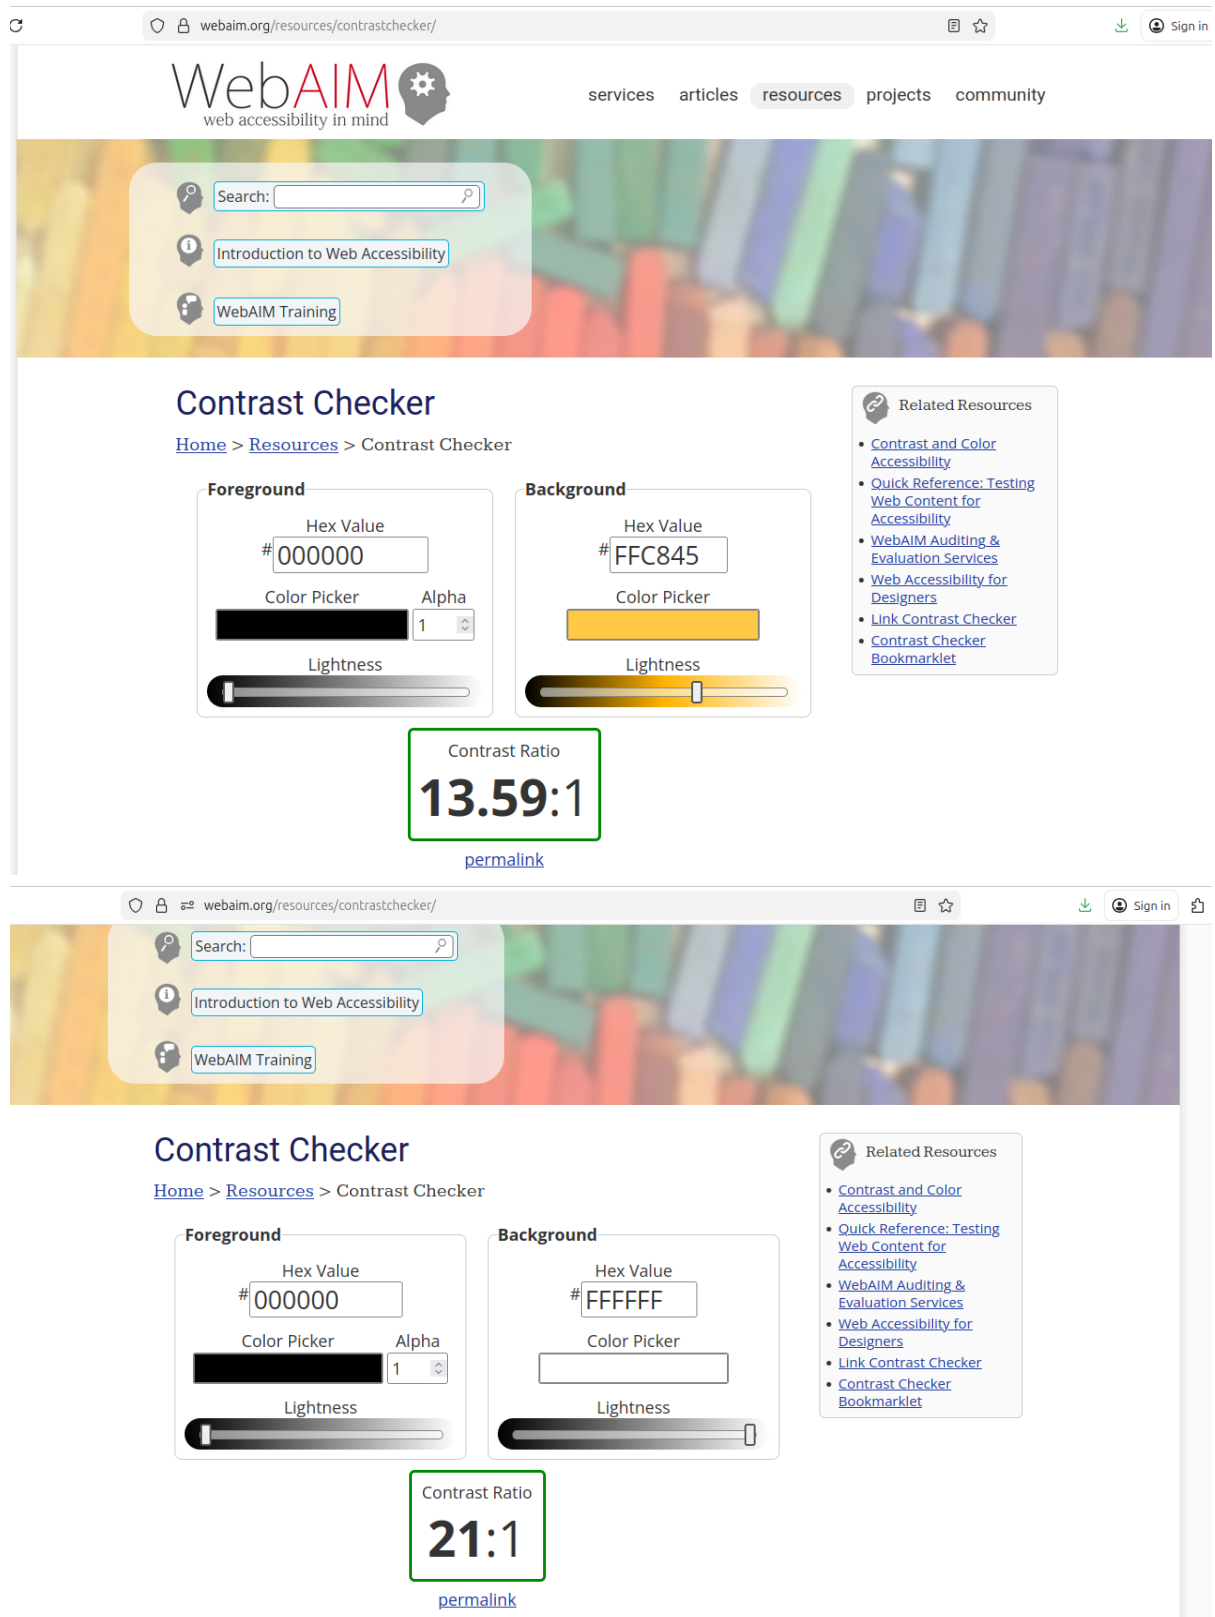 webaim.org/resources/contrastchecker/
Sign in
WebAIM
web accessibility in mind
services articles resources projects community
Search:
Introduction to Web Accessibility
WebAIM Training
Contrast Checker
Home > Resources > Contrast Checker
Foreground
Hex Value
#000000
Color Picker
Alpha
1
Lightness
Background
Hex Value
#FFC845
Color Picker
Lightness
Contrast Ratio
13.59:1
permalink
Related Resources
• Contrast and Color
Accessibility
• Quick Reference: Testing
Web Content for
Accessibility
• WebAIM Auditing &
Evaluation Services
• Web Accessibility for
Designers
• Link Contrast Checker
• Contrast Checker
Bookmarklet
webaim.org/resources/contrastchecker/
Sign in
Search:
Introduction to Web Accessibility
WebAIM Training
Contrast Checker
Home > Resources > Contrast Checker
Foreground
Hex Value
#000000
Color Picker
Alpha
1
Lightness
Background
Hex Value
#FFFFFF
Color Picker
Lightness
Contrast Ratio
21:1
permalink
Related Resources
• Contrast and Color
Accessibility
• Quick Reference: Testing
Web Content for
Accessibility
• WebAIM Auditing &
Evaluation Services
• Web Accessibility for
Designers
• Link Contrast Checker
• Contrast Checker
Bookmarklet